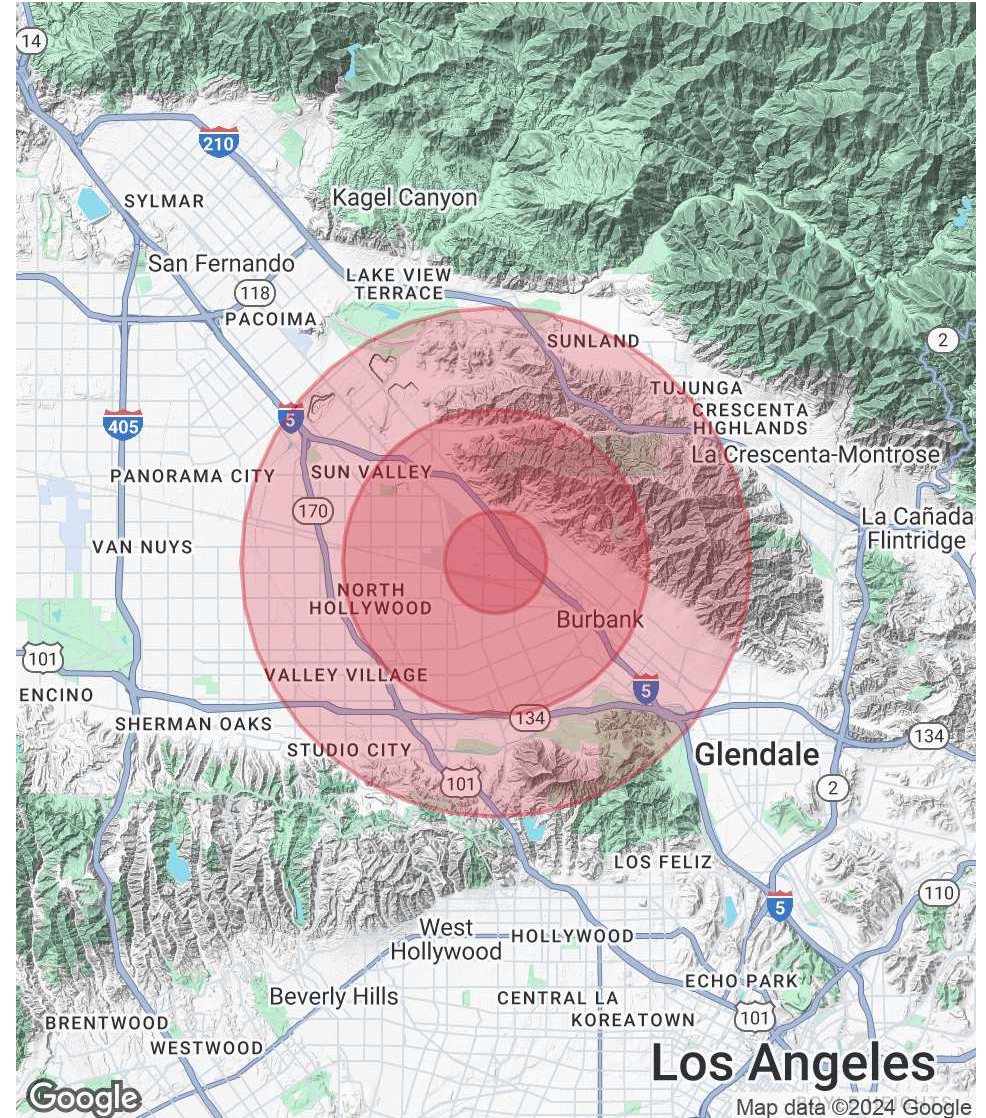 14
210
SYLMAR
Kagel Canyon
San Fernando
LAKE VIEW
TERRACE
118
PACOIMA
SUNLAND
2
TUJUNGA
5
405
CRESCENTA
HIGHLANDS
La Crescenta-Montrose
PANORAMA CITY
SUN VALLEY
170
La Cañada
Flintridge
VAN NUYS
NORTH
HOLLYWOOD
Burbank
101
VALLEY VILLAGE
ENCINO
5
SHERMAN OAKS
134
134
STUDIO CITY
Glendale
101
2
LOS FELIZ
110
5
West
Hollywood
HOLLYWOOD
ECHO PARK
Beverly Hills
CENTRAL LA
KOREATOWN
101
BRENTWOOD
WESTWOOD
Los Angeles
Google
Map data ©2024 Google